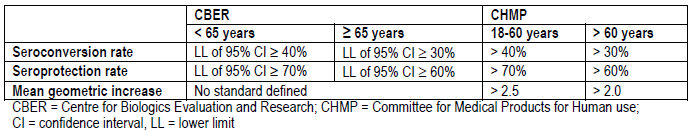 CBER CHMP
< 65 years ≥ 65 years 18-60 years > 60 years
Seroconversion rate LL of 95% CI ≥ 40% LL of 95% CI ≥ 30% > 40% > 30%
Seroprotection rate LL of 95% CI ≥ 70% LL of 95% CI ≥ 60% > 70% > 60%
Mean geometric increase No standard defined > 2.5 > 2.0
CBER = Centre for Biologics Evaluation and Research; CHMP = Committee for Medical Products for Human use;
CI = confidence interval, LL = lower limit